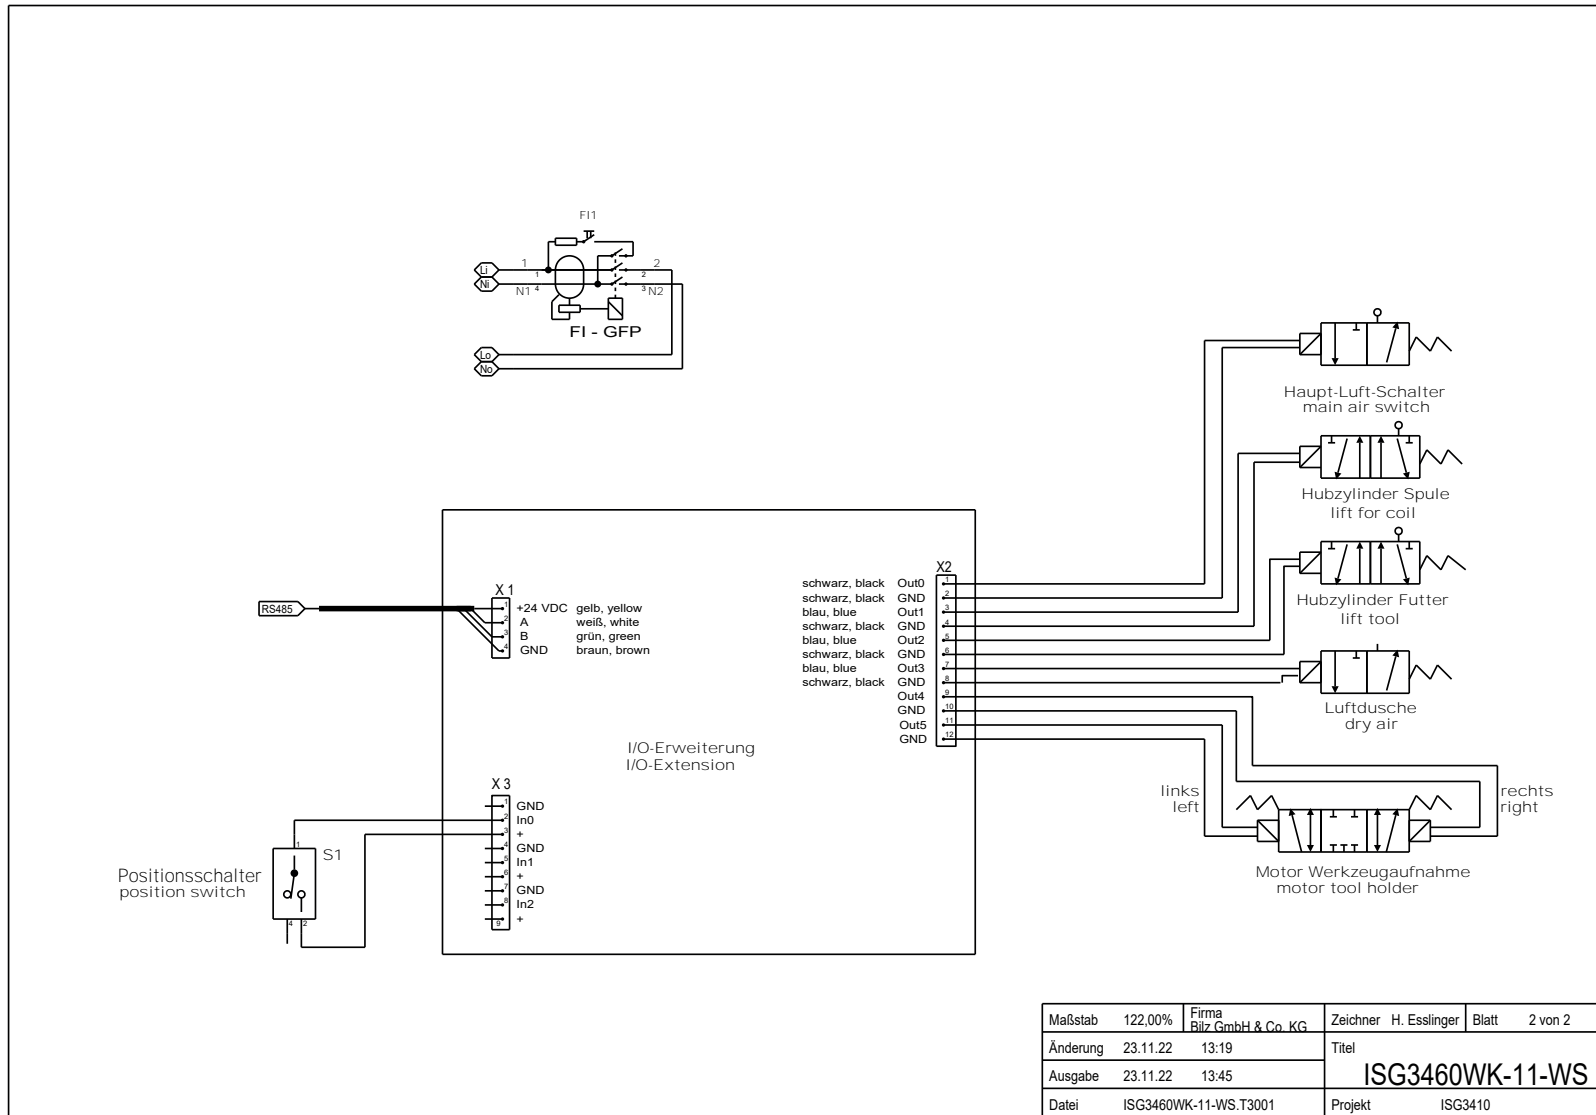 FI1
1
2
Li
1
2
Ni
N1
4
3
N2
FI - GFP
Lo
No
Haupt-Luft-Schalter
main air switch
Hubzylinder Spule
lift for coil
Hubzylinder Futter
lift tool
Luftdusche
dry air
links
left
rechts
right
Motor Werkzeugaufnahme
motor tool holder
RS485
X 1
1 +24 VDC gelb, yellow
2 A weiß, white
3 B grün, green
4 GND braun, brown
X2
schwarz, black Out0 1
schwarz, black GND 2
blau, blue Out1 3
schwarz, black GND 4
blau, blue Out2 5
schwarz, black GND 6
blau, blue Out3 7
schwarz, black GND 8
Out4 9
GND 10
Out5 11
GND 12
I/O-Erweiterung
I/O-Extension
X 3
1 GND
2 In0
3 +
4 GND
5 In1
6 +
7 GND
8 In2
9 +
1
S1
Positionsschalter
position switch
4 2
Maßstab 122,00% Firma
Bilz GmbH & Co. KG
Zeichner H. Esslinger Blatt 2 von 2
Änderung 23.11.22 13:19
Titel
Ausgabe 23.11.22 13:45
ISG3460WK-11-WS
Datei ISG3460WK-11-WS.T3001
Projekt ISG3410